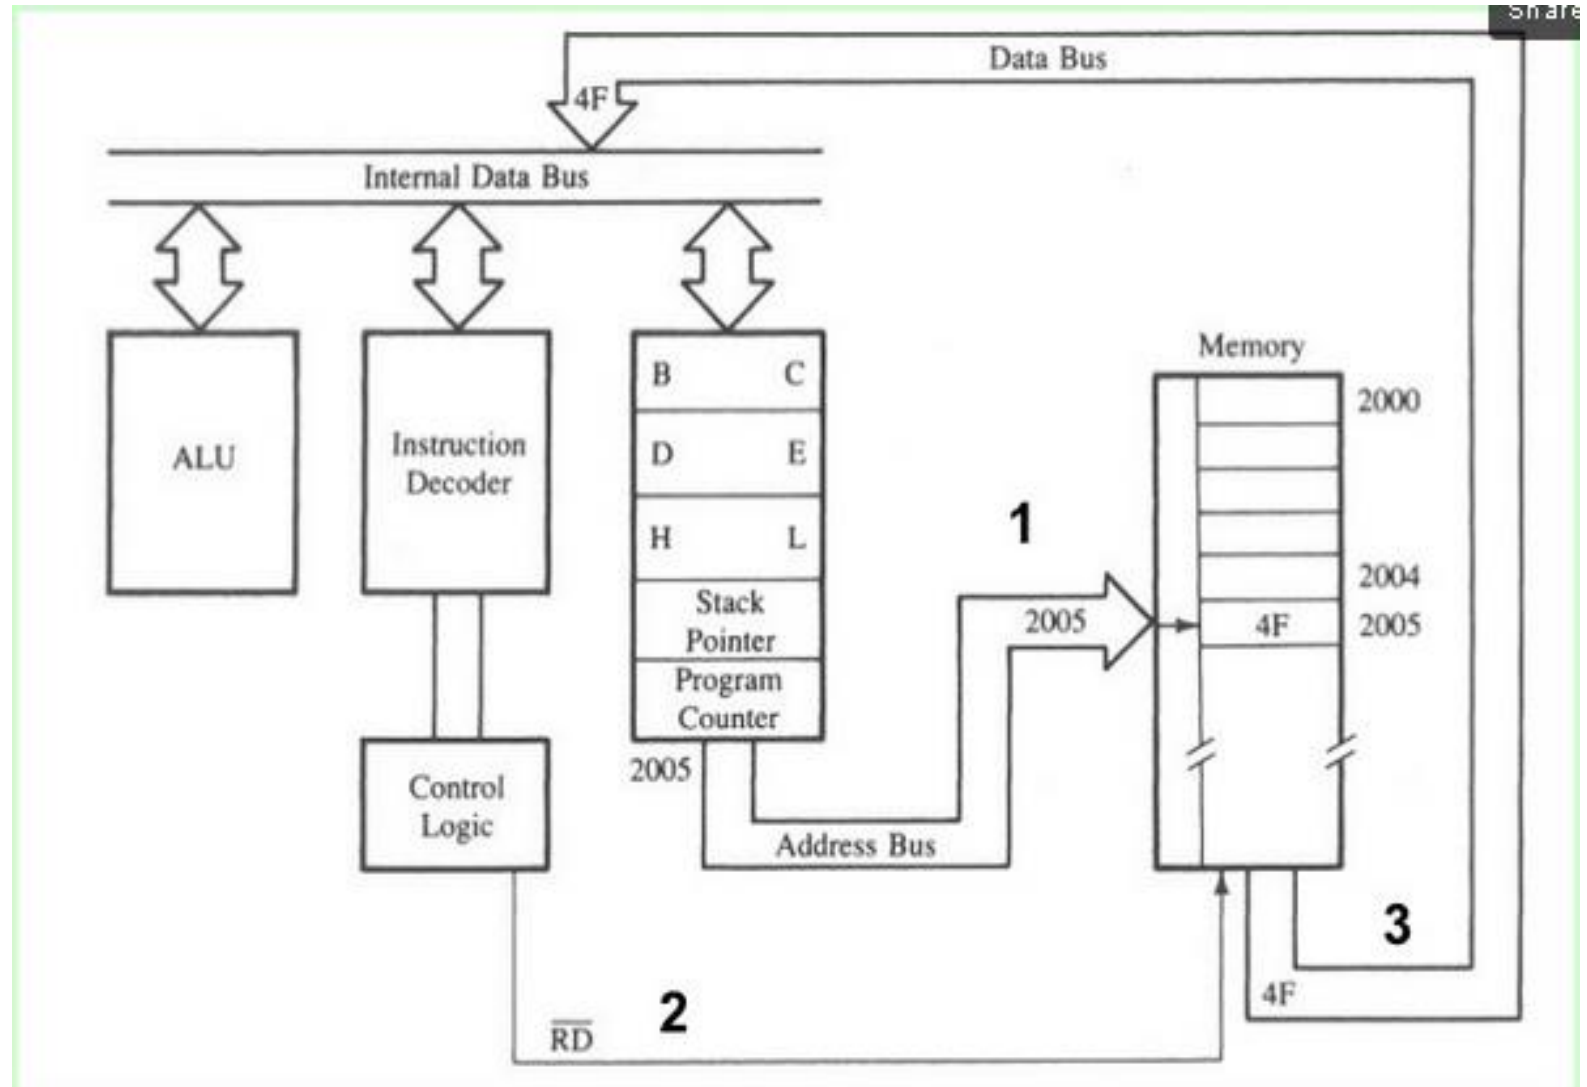 Share
Data Bus
4F
Internal Data Bus
Memory
B C
2000
ALU
Instruction
Decoder
D E
H L
1
2004
Stack
Pointer
2005
4F
2005
Program
Counter
2005
Control
Logic
Address Bus
3
4F
2
RD